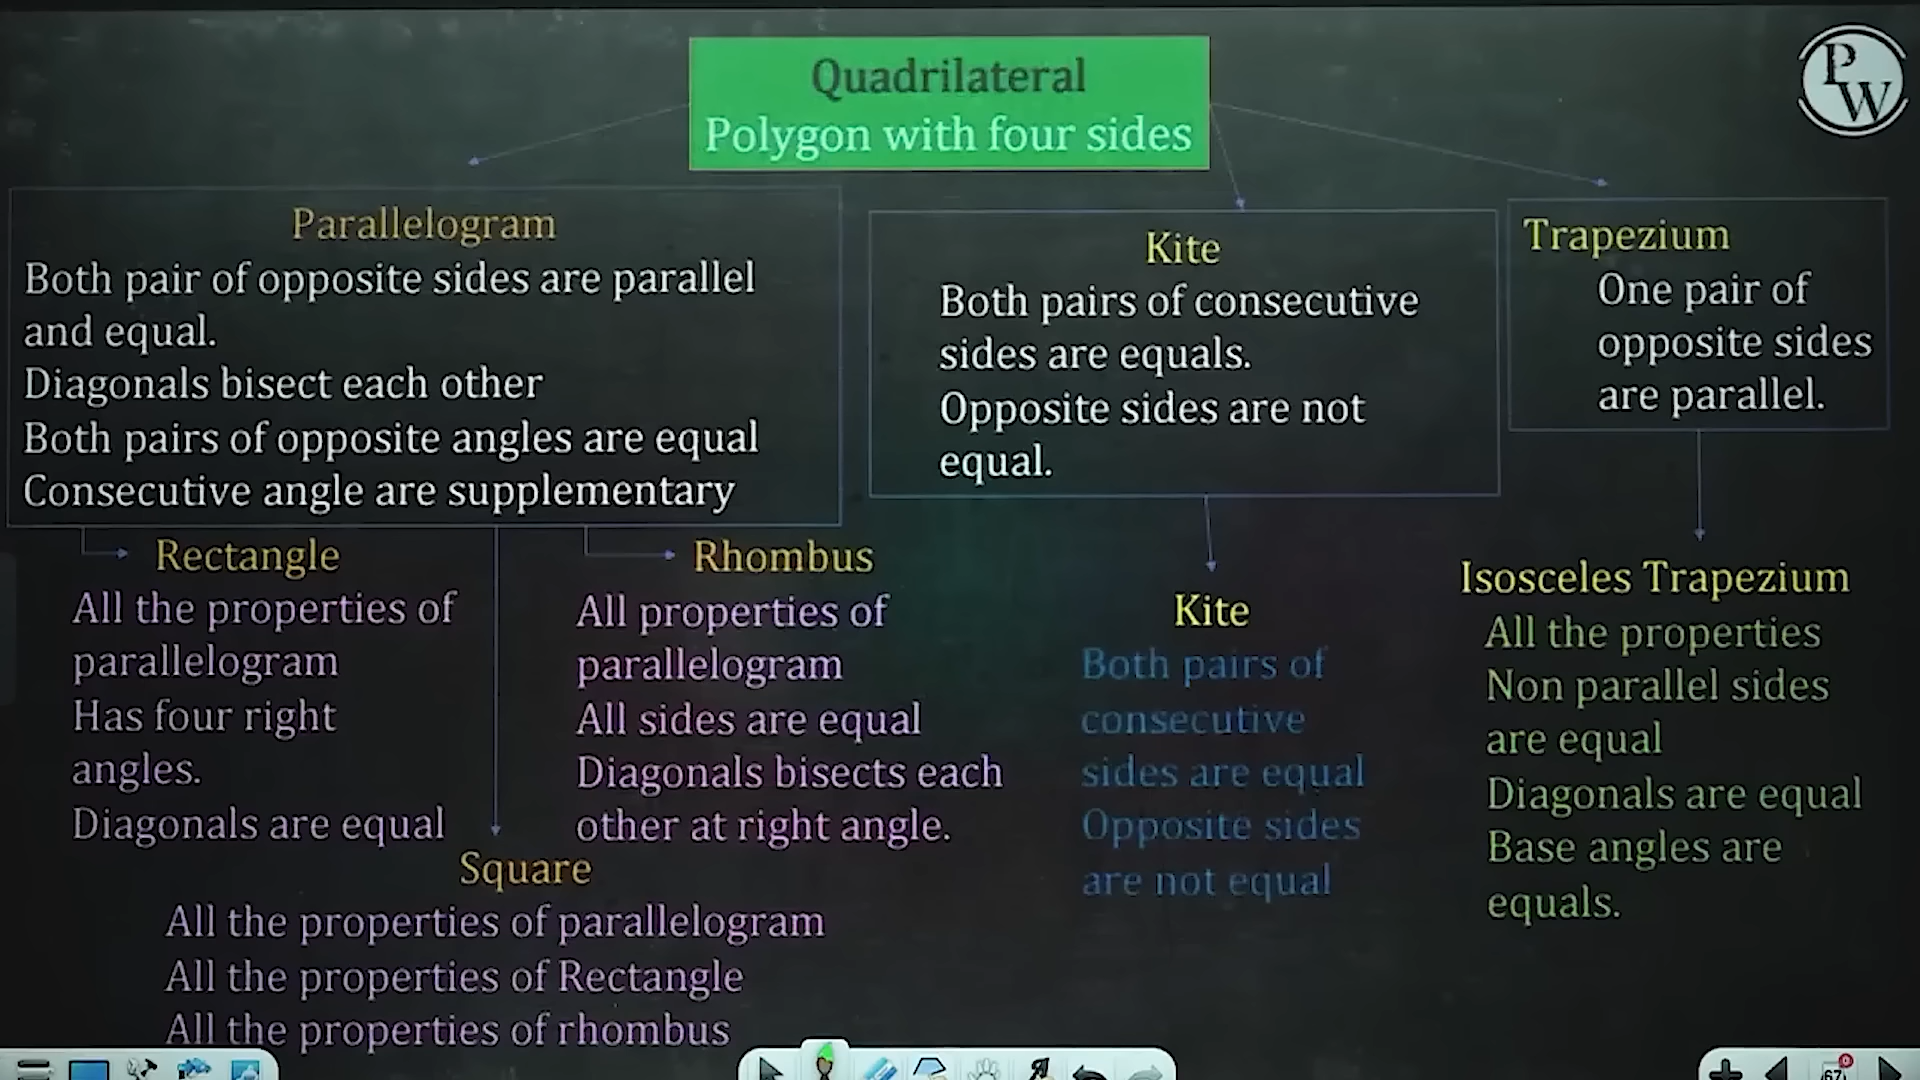 Quadrilateral
Polygon with four sides
P
W
Parallelogram
Both pair of opposite sides are parallel
and equal.
Diagonals bisect each other
Both pairs of opposite angles are equal
Consecutive angle are supplementary
Kite
Both pairs of consecutive
sides are equals.
Opposite sides are not
equal.
Trapezium
One pair of
opposite sides
are parallel.
Rectangle
All the properties of
parallelogram
Has four right
angles.
Diagonals are equal
Rhombus
All properties of
parallelogram
All sides are equal
Diagonals bisects each
other at right angle.
Kite
Both pairs of
consecutive
sides are equal
Opposite sides
are not equal
Isosceles Trapezium
All the properties
Non parallel sides
are equal
Diagonals are equal
Base angles are
equals.
Square
All the properties of parallelogram
All the properties of Rectangle
All the properties of rhombus
67